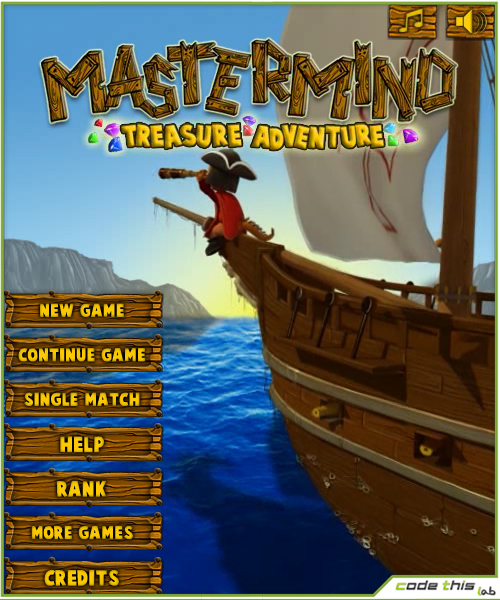 MASTERMIND
TREASURE ADVENTURE
NEW GAME
CONTINUE GAME
SINGLE MATCH
HELP
RANK
MORE GAMES
CREDITS
code this lab